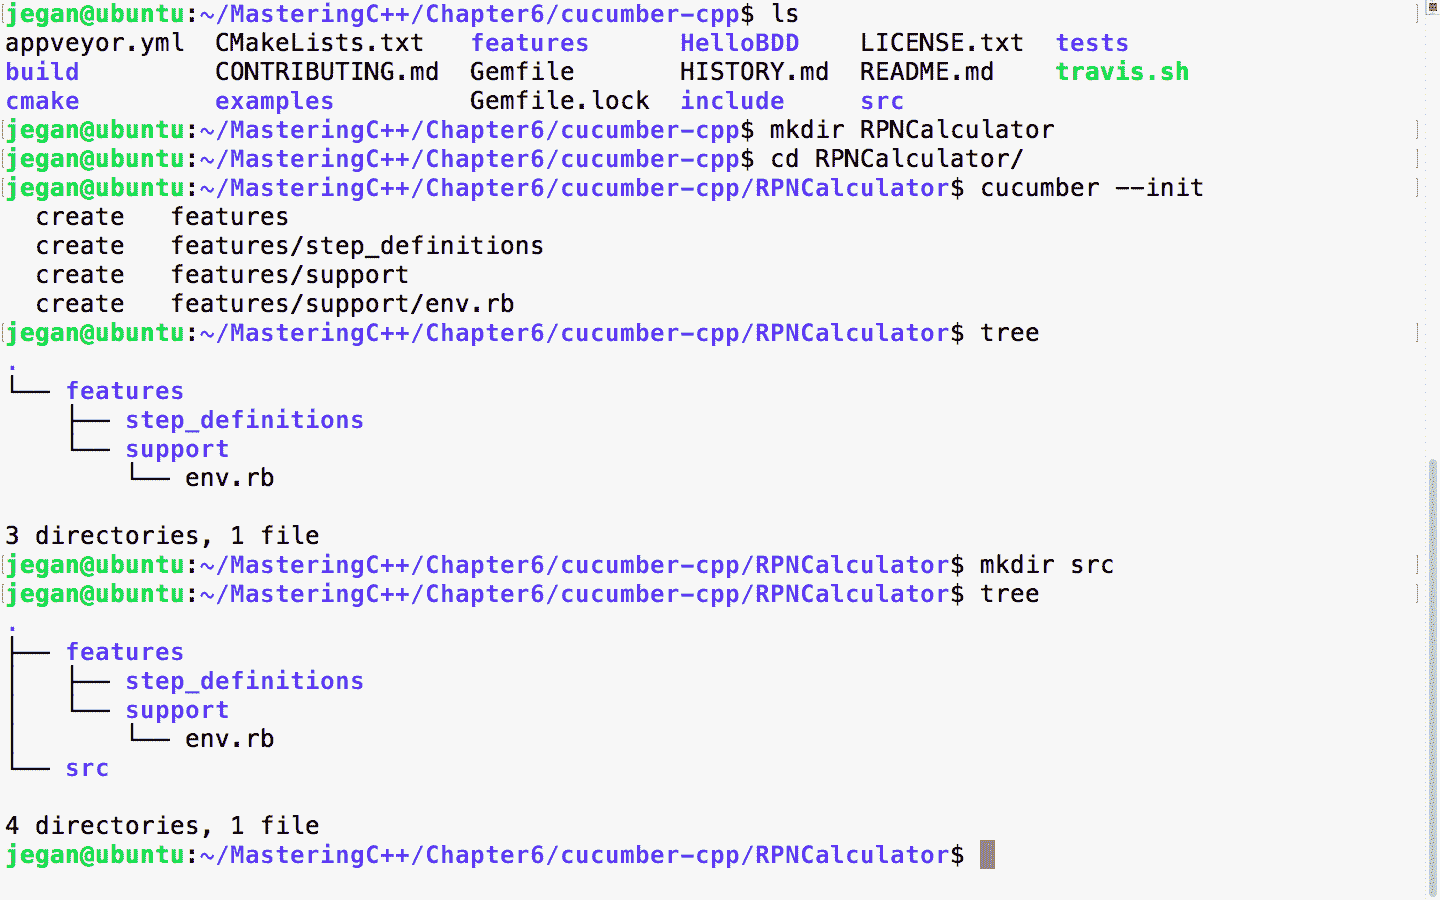 jegan@ubuntu:~/MasteringC++/Chapter6/cucumber-cpp$ ls
appveyor.yml  CMakeLists.txt   features      HelloBDD    LICENSE.txt  tests
build         CONTRIBUTING.md  Gemfile       HISTORY.md  README.md    travis.sh
cmake         examples         Gemfile.lock  include     src
jegan@ubuntu:~/MasteringC++/Chapter6/cucumber-cpp$ mkdir RPNCalculator
jegan@ubuntu:~/MasteringC++/Chapter6/cucumber-cpp$ cd RPNCalculator/
jegan@ubuntu:~/MasteringC++/Chapter6/cucumber-cpp/RPNCalculator$ cucumber --init
  create   features
  create   features/step_definitions
  create   features/support
  create   features/support/env.rb
jegan@ubuntu:~/MasteringC++/Chapter6/cucumber-cpp/RPNCalculator$ tree
.
└── features
    ├── step_definitions
    └── support
        └── env.rb

3 directories, 1 file
jegan@ubuntu:~/MasteringC++/Chapter6/cucumber-cpp/RPNCalculator$ mkdir src
jegan@ubuntu:~/MasteringC++/Chapter6/cucumber-cpp/RPNCalculator$ tree
.
├── features
│   ├── step_definitions
│   └── support
│       └── env.rb
└── src

4 directories, 1 file
jegan@ubuntu:~/MasteringC++/Chapter6/cucumber-cpp/RPNCalculator$